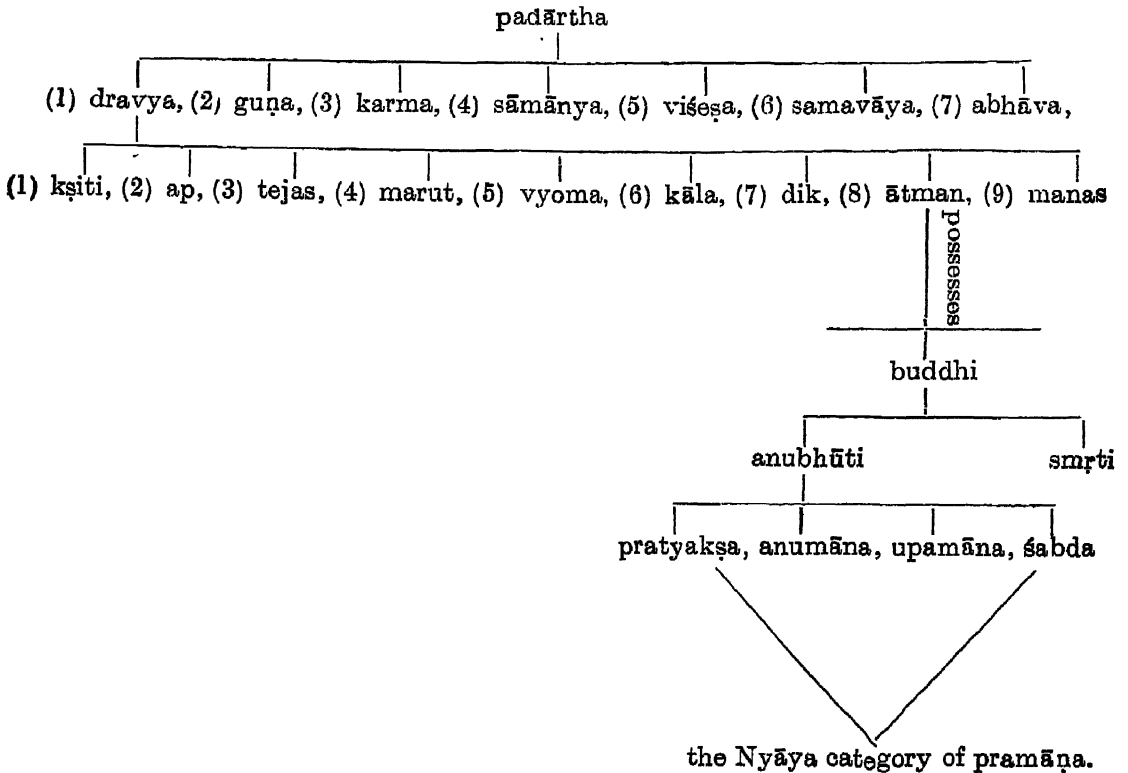 padārtha
(1) dravya, (2) guṇa, (3) karma, (4) sāmānya, (5) viśeṣa, (6) samavāya, (7) abhāva,
(1) kṣiti, (2) ap, (3) tejas, (4) marut, (5) vyoma, (6) kāla, (7) dik, (8) ātman, (9) manas
possesses
buddhi
anubhūti smṛti
pratyakṣa, anumāna, upamāna, śabda
the Nyāya category of pramāṇa.